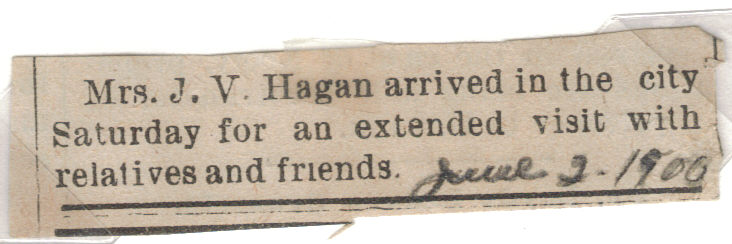 Mrs. J. V. Hagan arrived in the city
Saturday for an extended visit with
relatives and friends. June 2. 1900